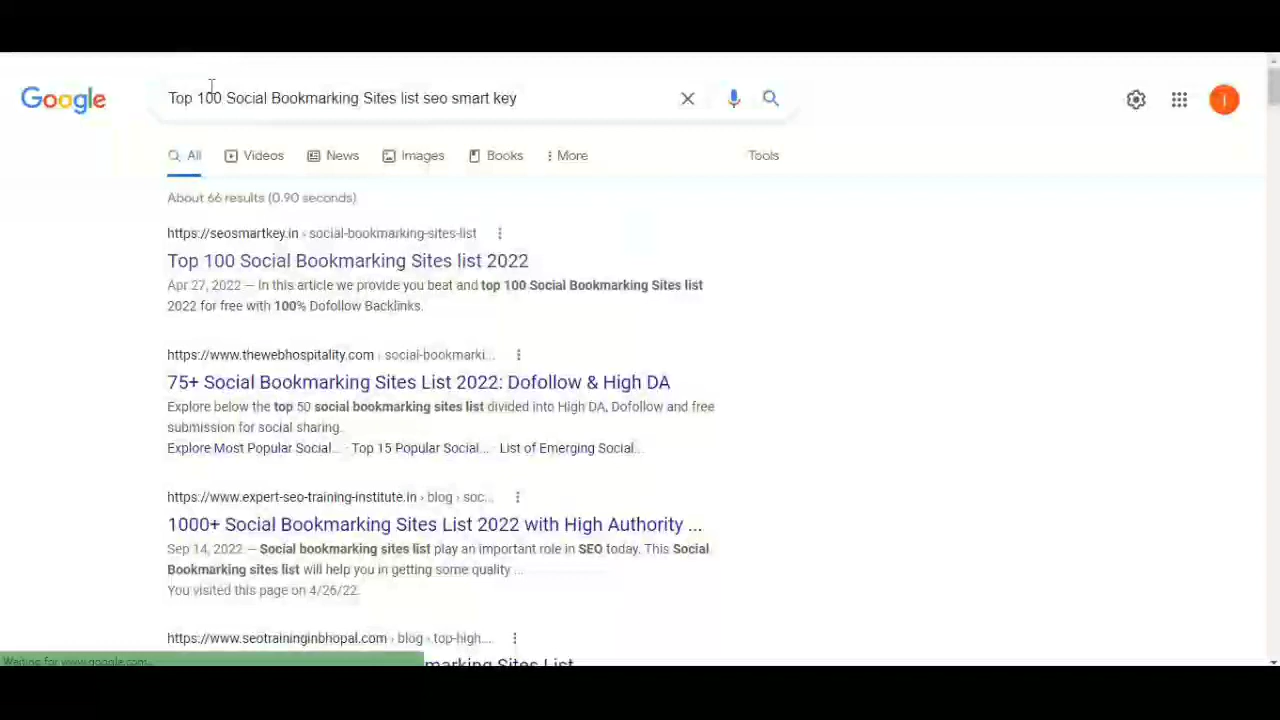 Google
Top 100 Social Bookmarking Sites list seo smart key
All Videos News Images Books More Tools
About 66 results (0.90 seconds)
https://seosmartkey.in › social-bookmarking-sites-list
Top 100 Social Bookmarking Sites list 2022
Apr 27, 2022 — In this article we provide you beat and top 100 Social Bookmarking Sites list
2022 for free with 100% Dofollow Backlinks.
https://www.thewebhospitality.com › social-bookmarki...
75+ Social Bookmarking Sites List 2022: Dofollow & High DA
Explore below the top 50 social bookmarking sites list divided into High DA, Dofollow and free
submission for social sharing.
Explore Most Popular Social... · Top 15 Popular Social... · List of Emerging Social...
https://www.expert-seo-training-institute.in › blog › soc...
1000+ Social Bookmarking Sites List 2022 with High Authority ...
Sep 14, 2022 — Social bookmarking sites list play an important role in SEO today. This Social
Bookmarking sites list will help you in getting some quality ...
You visited this page on 4/26/22.
https://www.seotraininginbhopal.com › blog › top-high...
marking Sites List
Waiting for www.google.com...